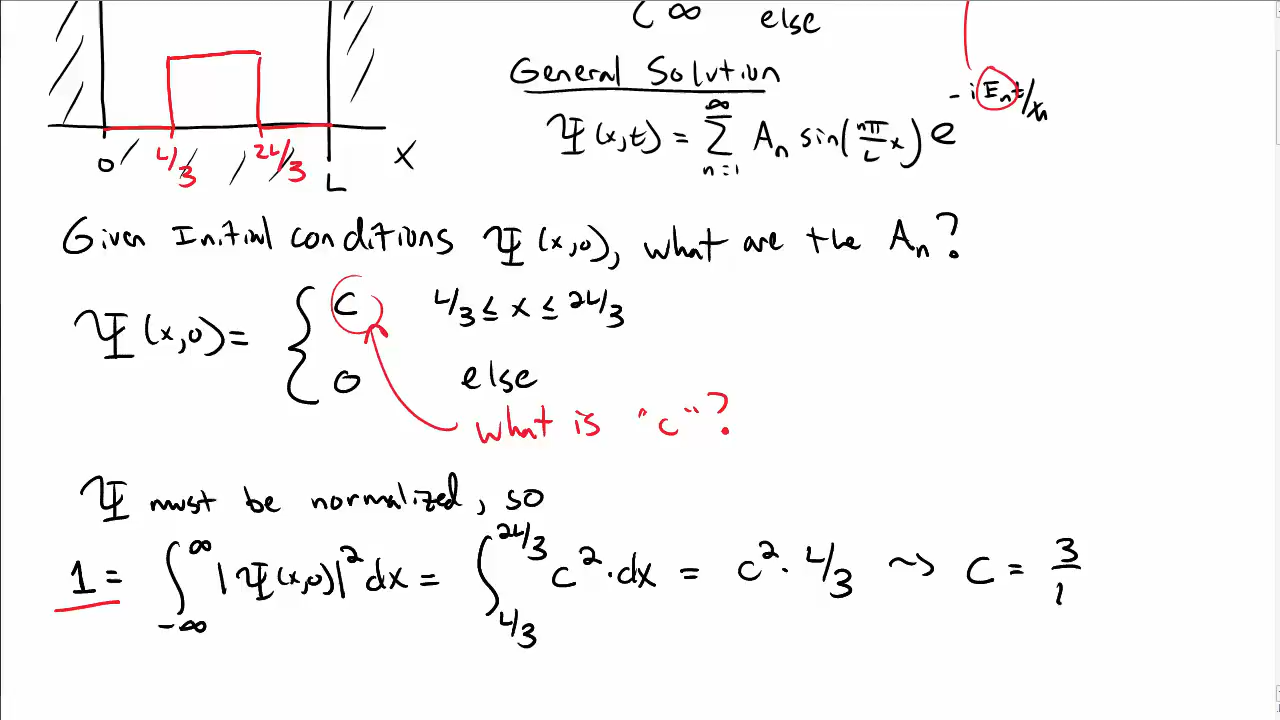 ∞ else
General Solution
Ψ(x,t) = ∑_{n=1}^{∞} A_n sin(nπ/L x) e^{-iE_n t/ħ}
0 L/3 2L/3 L x
Given Initial conditions Ψ(x,0), what are the A_n?
Ψ(x,0) = { C L/3 ≤ x ≤ 2L/3
0 else
what is "c"?
Ψ must be normalized, so
1 = ∫_{-∞}^{∞} |Ψ(x,0)|² dx = ∫_{L/3}^{2L/3} C² · dx = C² · L/3 ⇝ C = 3/